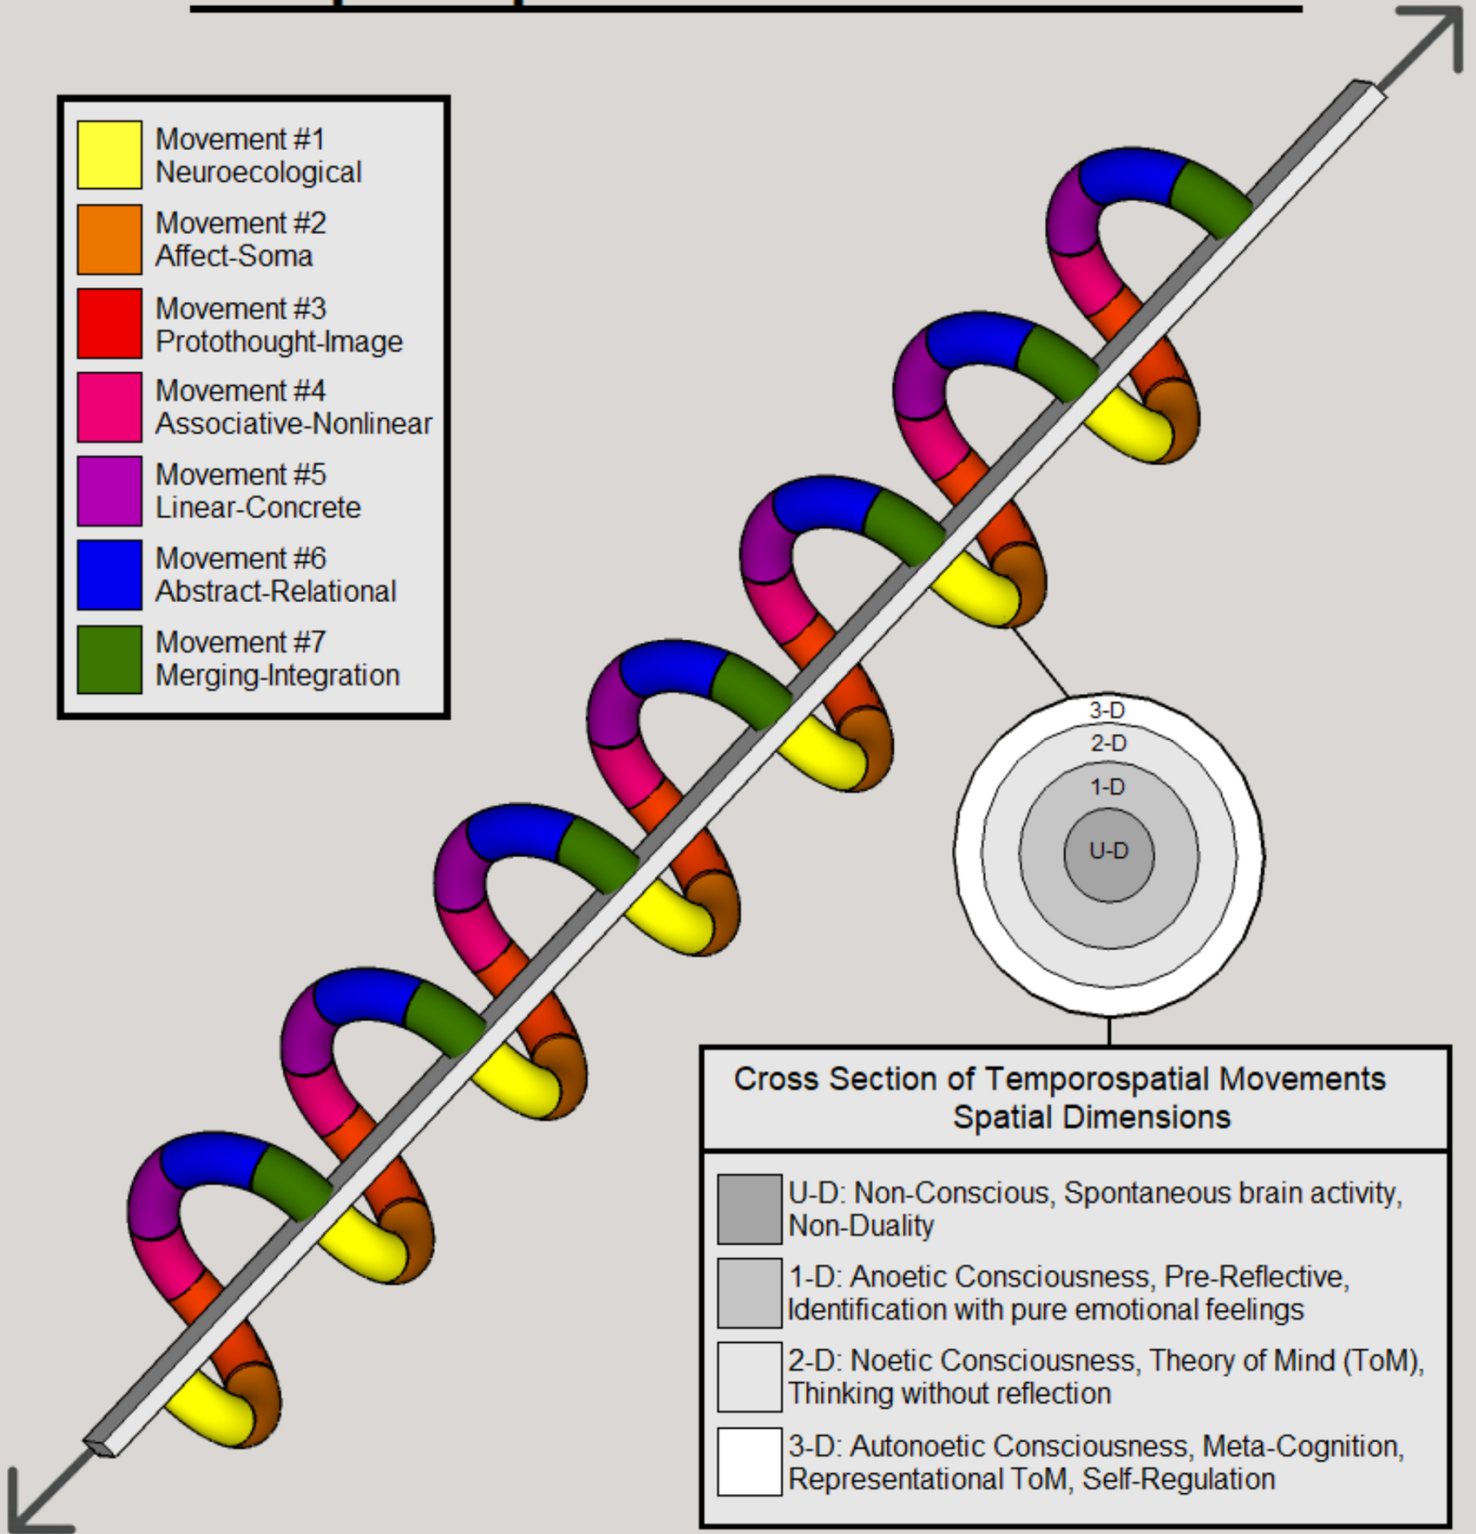 Movement #1
Neuroecological
Movement #2
Affect-Soma
Movement #3
Protothought-Image
Movement #4
Associative-Nonlinear
Movement #5
Linear-Concrete
Movement #6
Abstract-Relational
Movement #7
Merging-Integration
3-D
2-D
1-D
U-D
Cross Section of Temporospatial Movements
Spatial Dimensions
U-D: Non-Conscious, Spontaneous brain activity,
Non-Duality
1-D: Anoetic Consciousness, Pre-Reflective,
Identification with pure emotional feelings
2-D: Noetic Consciousness, Theory of Mind (ToM),
Thinking without reflection
3-D: Autonoetic Consciousness, Meta-Cognition,
Representational ToM, Self-Regulation